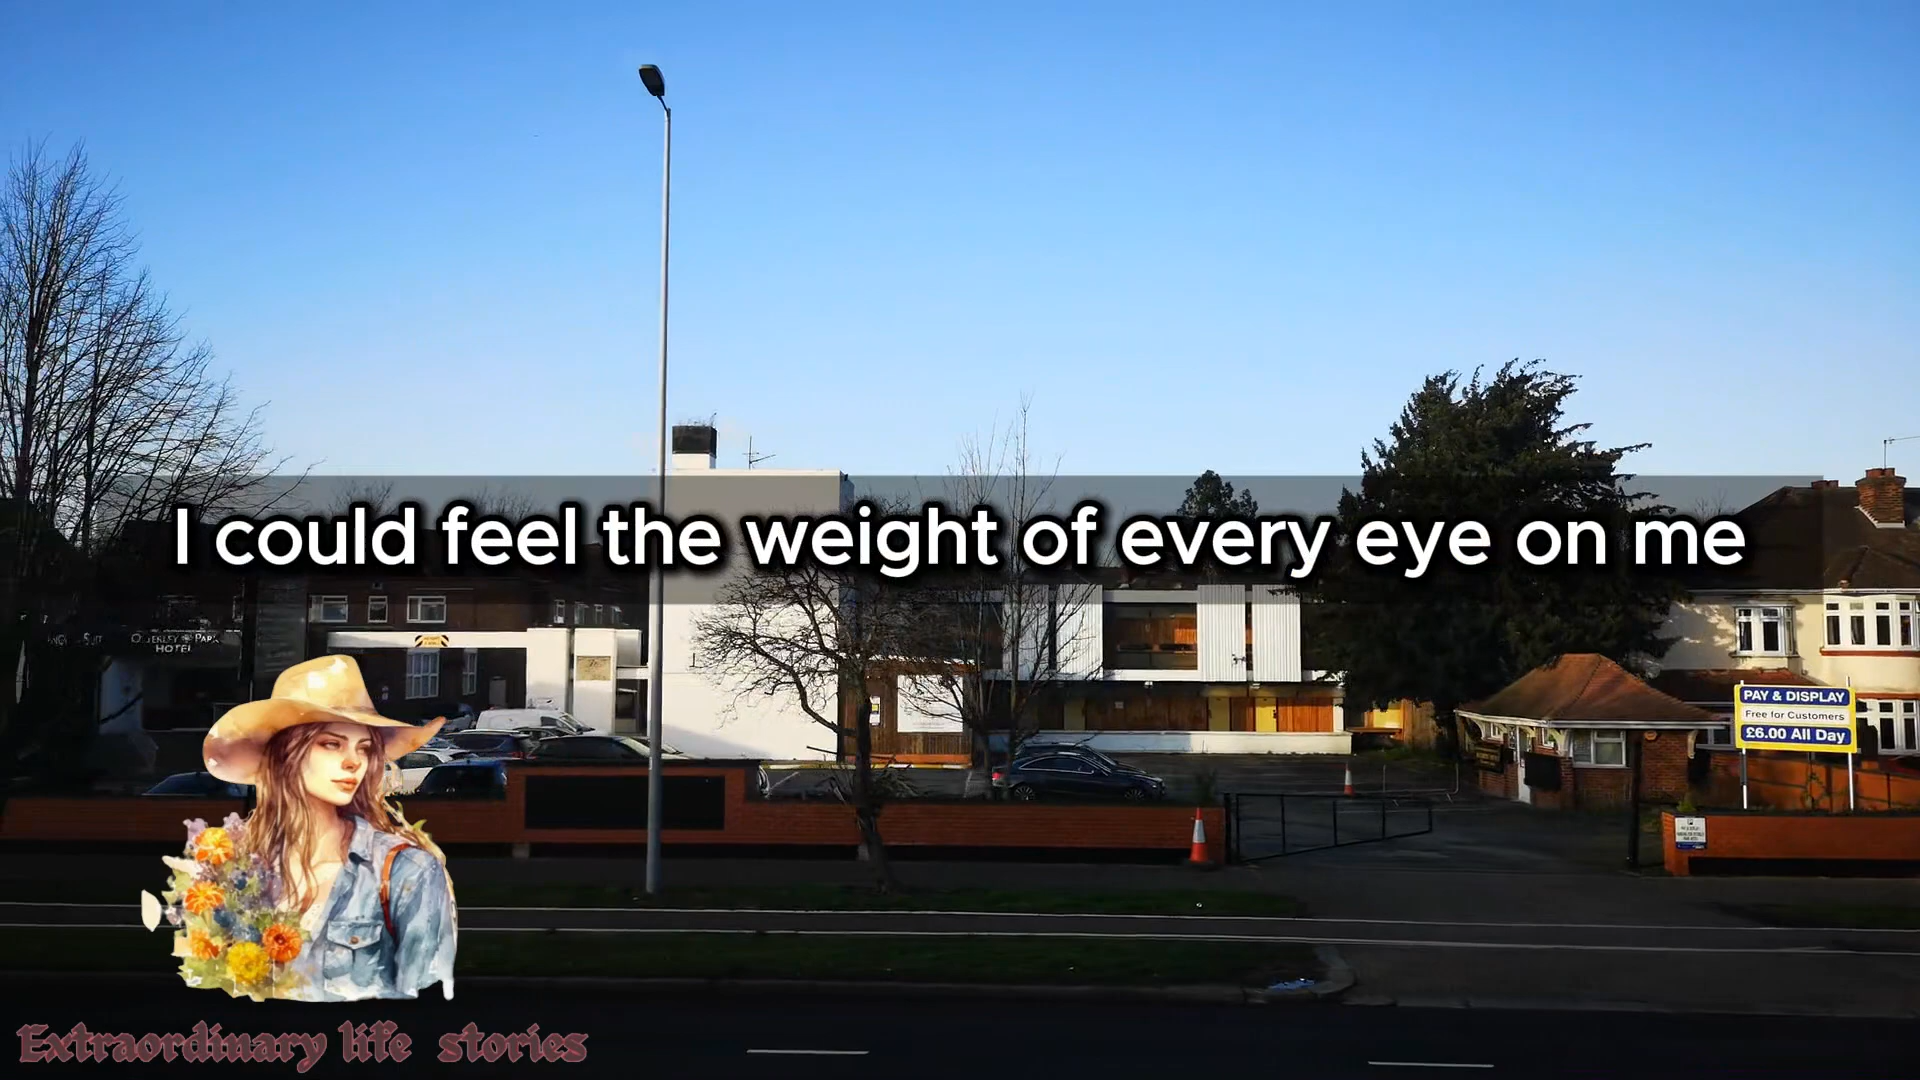 I could feel the weight of every eye on me
HOTEL
PAY & DISPLAY
Free for Customers
£6.00 All Day
Extraordinary life stories